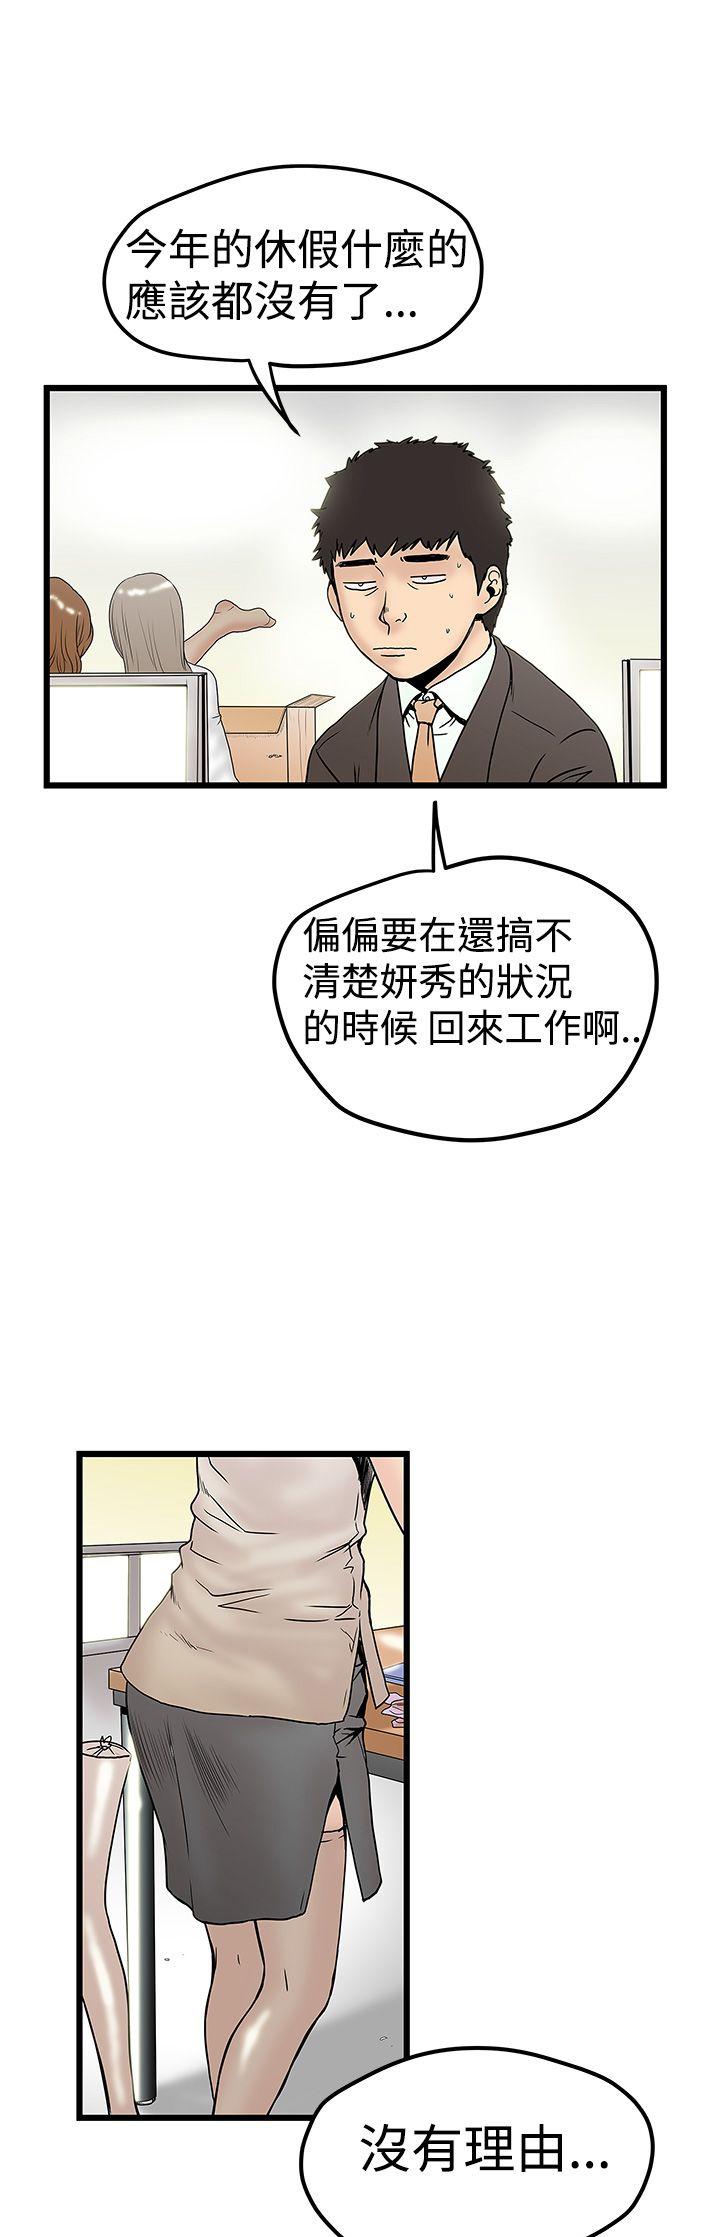 今年的休假什麼的
應該都沒有了...
偏偏要在還搞不
清楚妍秀的狀況
的時候 回來工作啊..
沒有理由...